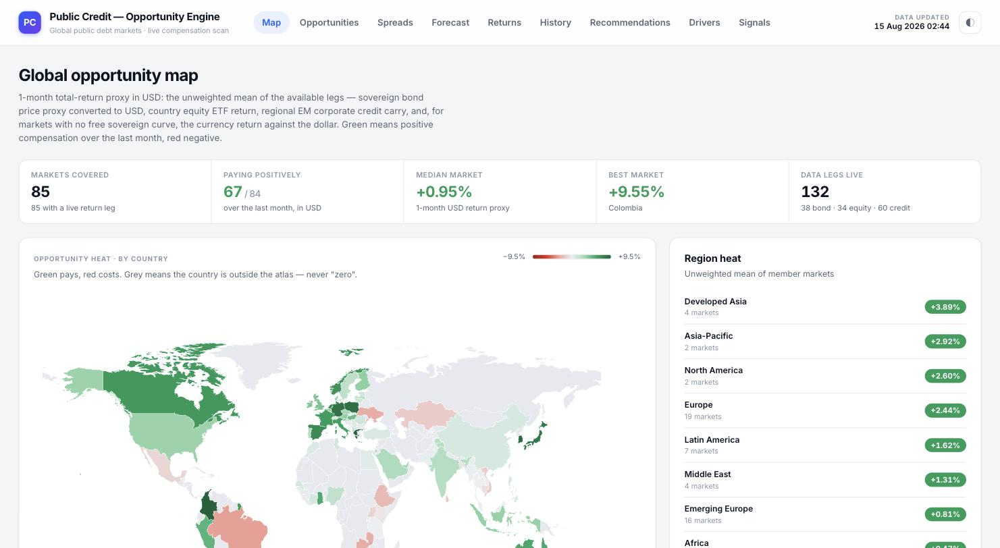 PC
Public Credit — Opportunity Engine
Global public debt markets · live compensation scan
Map
Opportunities
Spreads
Forecast
Returns
History
Recommendations
Drivers
Signals
DATA UPDATED
15 Aug 2026 02:44
Global opportunity map
1-month total-return proxy in USD: the unweighted mean of the available legs — sovereign bond
price proxy converted to USD, country equity ETF return, regional EM corporate credit carry, and, for
markets with no free sovereign curve, the currency return against the dollar. Green means positive
compensation over the last month, red negative.
MARKETS COVERED
85
85 with a live return leg
PAYING POSITIVELY
67 / 84
over the last month, in USD
MEDIAN MARKET
+0.95%
1-month USD return proxy
BEST MARKET
+9.55%
Colombia
DATA LEGS LIVE
132
38 bond · 34 equity · 60 credit
OPPORTUNITY HEAT · BY COUNTRY
−9.5%
+9.5%
Green pays, red costs. Grey means the country is outside the atlas — never "zero".
Region heat
Unweighted mean of member markets
Developed Asia
4 markets
+3.89%
Asia-Pacific
2 markets
+2.92%
North America
2 markets
+2.60%
Europe
19 markets
+2.44%
Latin America
7 markets
+1.62%
Middle East
4 markets
+1.31%
Emerging Europe
16 markets
+0.81%
Africa